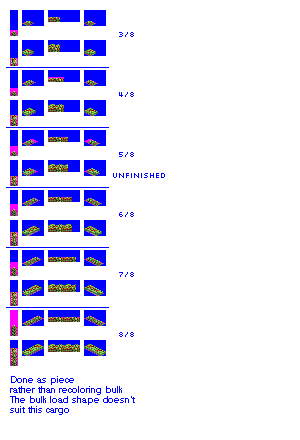 3/8
4/8
5/8
UNFINISHED
6/8
7/8
8/8
Done as piece
rather than recoloring bulk
The bulk load shape doesn't
suit this cargo